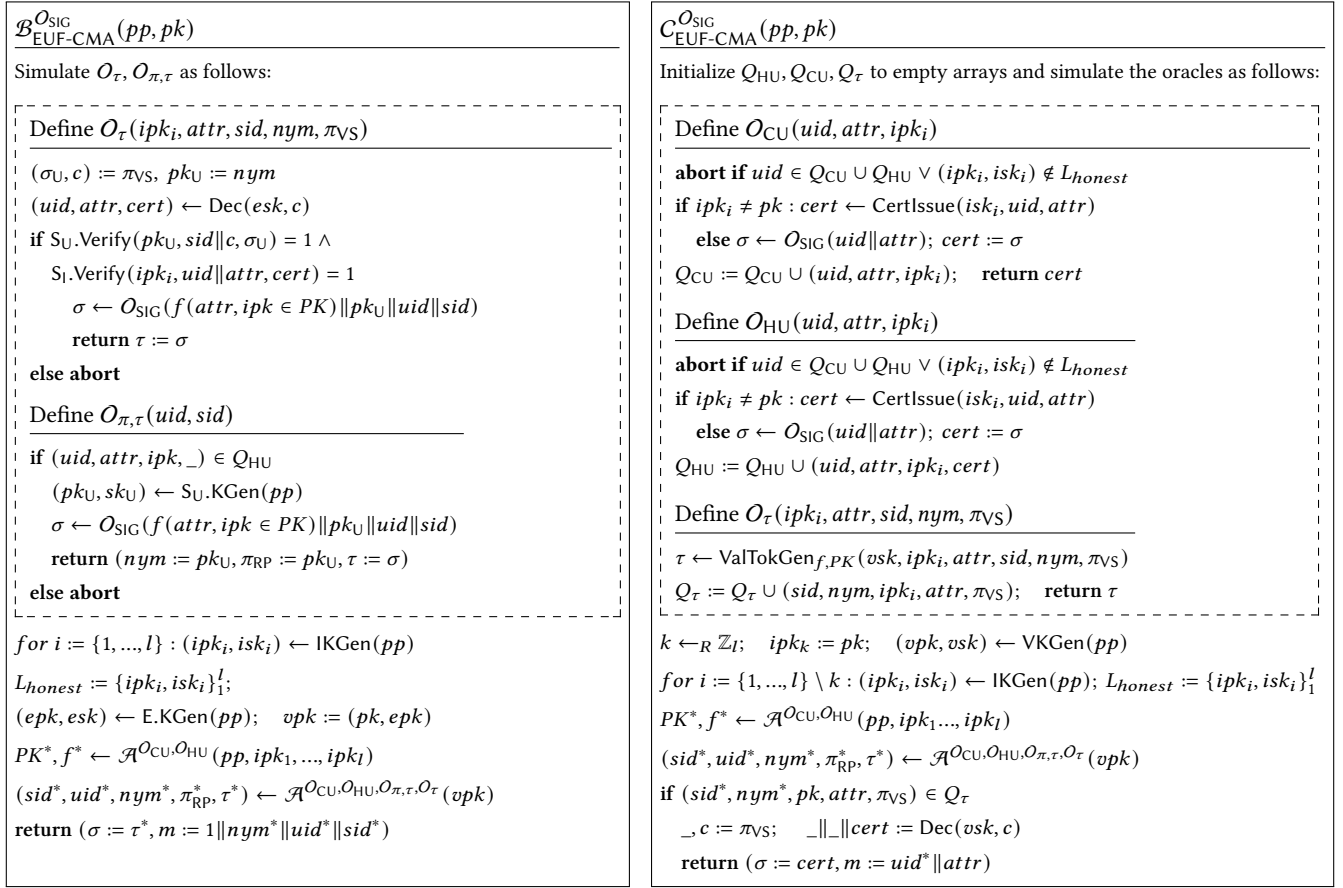 𝓑^{𝒪_SIG}_{EUF-CMA}(pp, pk)
Simulate 𝒪_τ, 𝒪_{π,τ} as follows:
Define 𝒪_τ(ipk_i, attr, sid, nym, π_VS)
(σ_U, c) := π_VS, pk_U := nym
(uid, attr, cert) ← Dec(esk, c)
if S_U.Verify(pk_U, sid‖c, σ_U) = 1 ∧
S_I.Verify(ipk_i, uid‖attr, cert) = 1
σ ← 𝒪_SIG(f(attr, ipk ∈ PK)‖pk_U‖uid‖sid)
return τ := σ
else abort
Define 𝒪_{π,τ}(uid, sid)
if (uid, attr, ipk, _) ∈ Q_HU
(pk_U, sk_U) ← S_U.KGen(pp)
σ ← 𝒪_SIG(f(attr, ipk ∈ PK)‖pk_U‖uid‖sid)
return (nym := pk_U, π_RP := pk_U, τ := σ)
else abort
for i := {1, ..., l} : (ipk_i, isk_i) ← IKGen(pp)
L_honest := {ipk_i, isk_i}_1^l;
(epk, esk) ← E.KGen(pp); vpk := (pk, epk)
PK*, f* ← 𝒜^{𝒪_CU, 𝒪_HU}(pp, ipk_1, ..., ipk_l)
(sid*, uid*, nym*, π*_RP, τ*) ← 𝒜^{𝒪_CU, 𝒪_HU, 𝒪_{π,τ}, 𝒪_τ}(vpk)
return (σ := τ*, m := 1‖nym*‖uid*‖sid*)
𝒞^{𝒪_SIG}_{EUF-CMA}(pp, pk)
Initialize Q_HU, Q_CU, Q_τ to empty arrays and simulate the oracles as follows:
Define 𝒪_CU(uid, attr, ipk_i)
abort if uid ∈ Q_CU ∪ Q_HU ∨ (ipk_i, isk_i) ∉ L_honest
if ipk_i ≠ pk : cert ← CertIssue(isk_i, uid, attr)
else σ ← 𝒪_SIG(uid‖attr); cert := σ
Q_CU := Q_CU ∪ (uid, attr, ipk_i); return cert
Define 𝒪_HU(uid, attr, ipk_i)
abort if uid ∈ Q_CU ∪ Q_HU ∨ (ipk_i, isk_i) ∉ L_honest
if ipk_i ≠ pk : cert ← CertIssue(isk_i, uid, attr)
else σ ← 𝒪_SIG(uid‖attr); cert := σ
Q_HU := Q_HU ∪ (uid, attr, ipk_i, cert)
Define 𝒪_τ(ipk_i, attr, sid, nym, π_VS)
τ ← ValTokGen_{f,PK}(vsk, ipk_i, attr, sid, nym, π_VS)
Q_τ := Q_τ ∪ (sid, nym, ipk_i, attr, π_VS); return τ
k ←_R ℤ_l; ipk_k := pk; (vpk, vsk) ← VKGen(pp)
for i := {1, ..., l} \ k : (ipk_i, isk_i) ← IKGen(pp); L_honest := {ipk_i, isk_i}_1^l
PK*, f* ← 𝒜^{𝒪_CU, 𝒪_HU}(pp, ipk_1..., ipk_l)
(sid*, uid*, nym*, π*_RP, τ*) ← 𝒜^{𝒪_CU, 𝒪_HU, 𝒪_{π,τ}, 𝒪_τ}(vpk)
if (sid*, nym*, pk, attr, π_VS) ∈ Q_τ
_, c := π_VS; _‖_‖cert := Dec(vsk, c)
return (σ := cert, m := uid*‖attr)